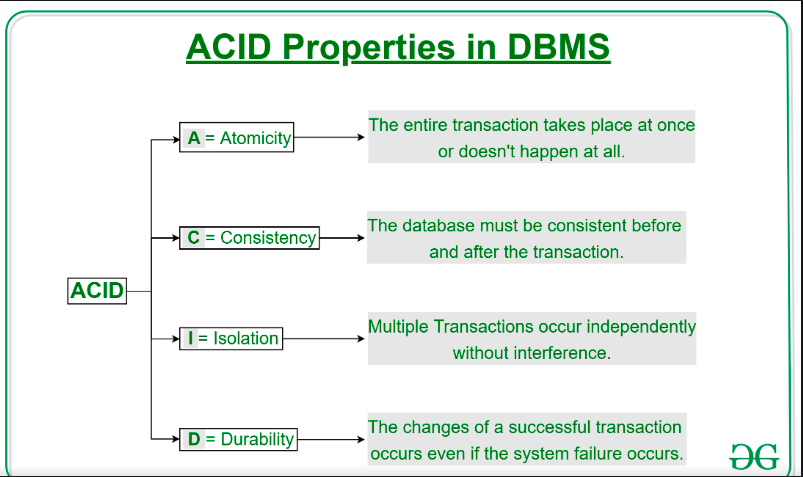 ACID Properties in DBMS
A = Atomicity
The entire transaction takes place at once
or doesn't happen at all.
C = Consistency
The database must be consistent before
and after the transaction.
ACID
I = Isolation
Multiple Transactions occur independently
without interference.
D = Durability
The changes of a successful transaction
occurs even if the system failure occurs.